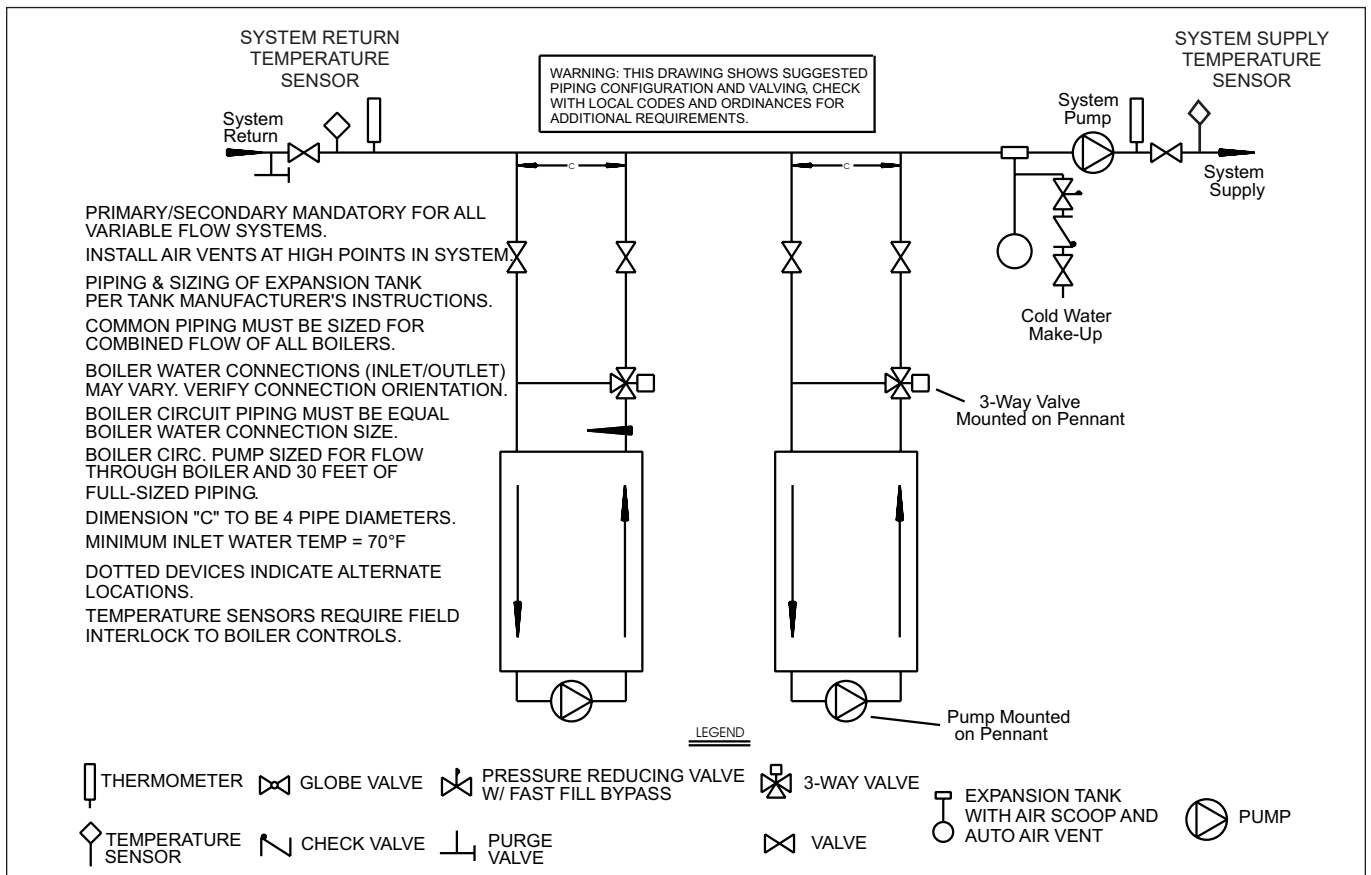 SYSTEM RETURN
TEMPERATURE
SENSOR
SYSTEM SUPPLY
TEMPERATURE
SENSOR
WARNING: THIS DRAWING SHOWS SUGGESTED
PIPING CONFIGURATION AND VALVING, CHECK
WITH LOCAL CODES AND ORDINANCES FOR
ADDITIONAL REQUIREMENTS.
System
Return
System
Pump
System
Supply
C
C
PRIMARY/SECONDARY MANDATORY FOR ALL
VARIABLE FLOW SYSTEMS.
INSTALL AIR VENTS AT HIGH POINTS IN SYSTEM.
PIPING & SIZING OF EXPANSION TANK
PER TANK MANUFACTURER'S INSTRUCTIONS.
COMMON PIPING MUST BE SIZED FOR
COMBINED FLOW OF ALL BOILERS.
BOILER WATER CONNECTIONS (INLET/OUTLET)
MAY VARY. VERIFY CONNECTION ORIENTATION.
BOILER CIRCUIT PIPING MUST BE EQUAL
BOILER WATER CONNECTION SIZE.
BOILER CIRC. PUMP SIZED FOR FLOW
THROUGH BOILER AND 30 FEET OF
FULL-SIZED PIPING.
DIMENSION "C" TO BE 4 PIPE DIAMETERS.
MINIMUM INLET WATER TEMP = 70°F
DOTTED DEVICES INDICATE ALTERNATE
LOCATIONS.
TEMPERATURE SENSORS REQUIRE FIELD
INTERLOCK TO BOILER CONTROLS.
Cold Water
Make-Up
3-Way Valve
Mounted on Pennant
Pump Mounted
on Pennant
LEGEND
THERMOMETER
GLOBE VALVE
PRESSURE REDUCING VALVE
W/ FAST FILL BYPASS
3-WAY VALVE
EXPANSION TANK
WITH AIR SCOOP AND
AUTO AIR VENT
PUMP
TEMPERATURE
SENSOR
CHECK VALVE
PURGE
VALVE
VALVE